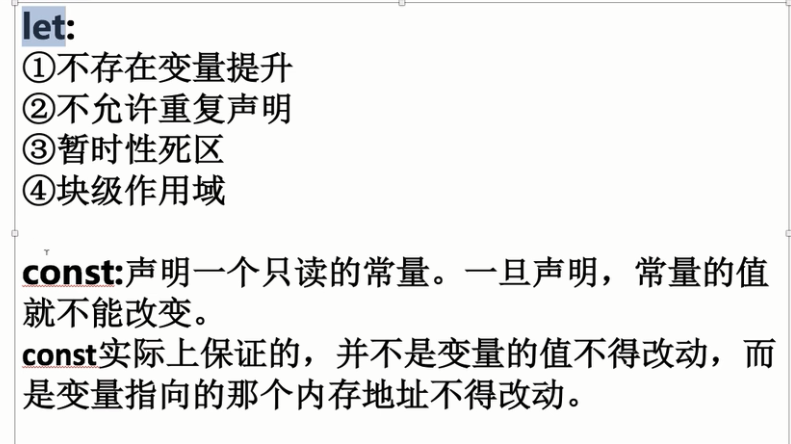 let:
①不存在变量提升
②不允许重复声明
③暂时性死区
④块级作用域
const:声明一个只读的常量。一旦声明，常量的值
就不能改变。
const实际上保证的，并不是变量的值不得改动，而
是变量指向的那个内存地址不得改动。